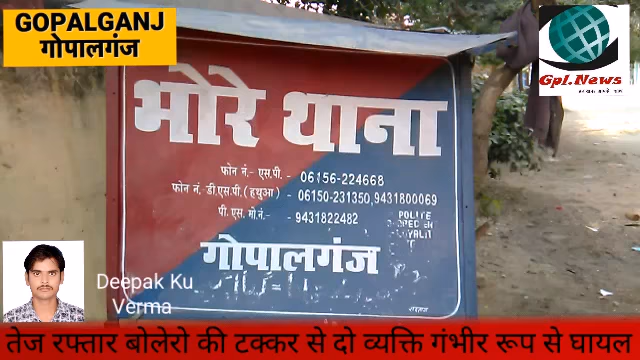 GOPALGANJ
गोपालगंज
Gpl.News
भोरे थाना
फोन नं.- एस.पी. - 06156-224668
फोन नं. डी.एस.पी.( हथुआ ) - 06150-231350,9431800069
पी. एस. मो.नं.- - 9431822482
गोपालगंज
Deepak Ku
Verma
तेज रफ्तार बोलेरो की टक्कर से दो व्यक्ति गंभीर रूप से घायल